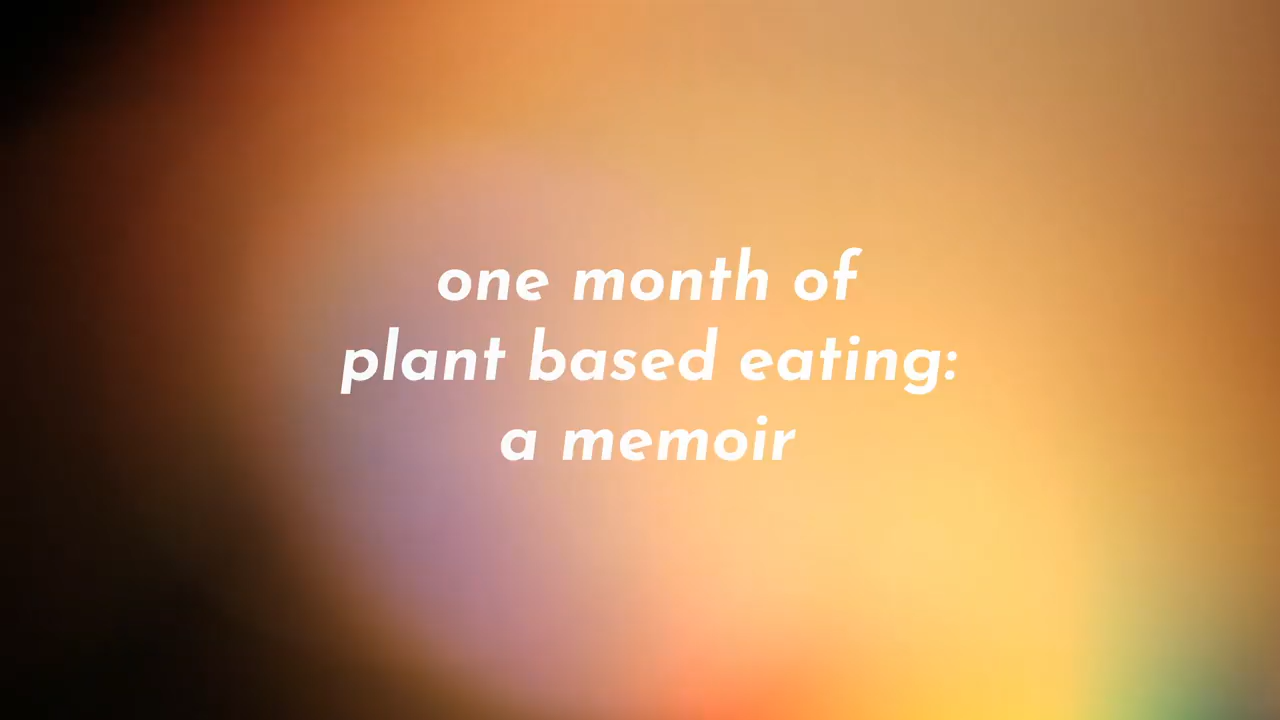 one month of
plant based eating:
a memoir